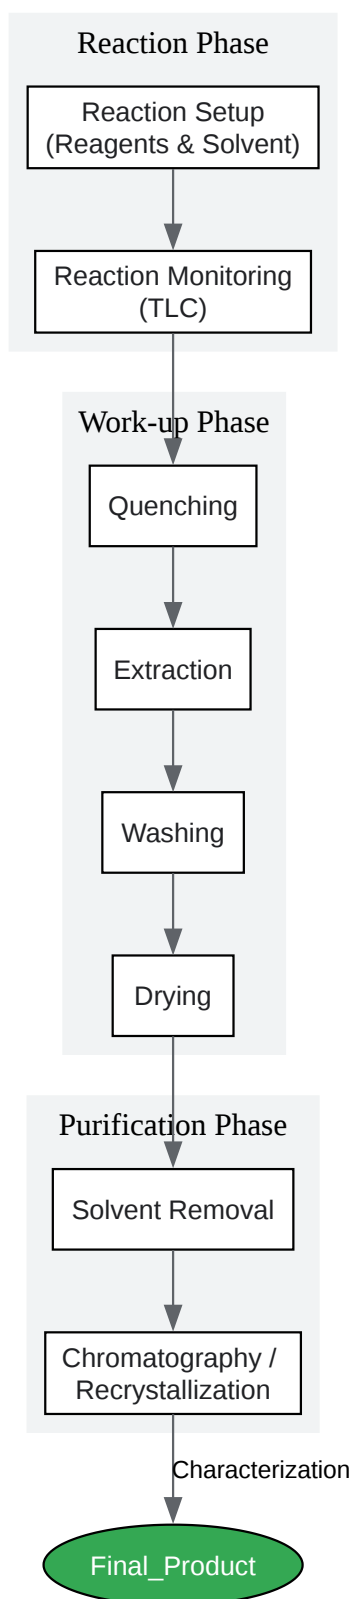 Reaction Phase
Reaction Setup
(Reagents & Solvent)
Reaction Monitoring
(TLC)
Work-up Phase
Quenching
Extraction
Washing
Drying
Purification Phase
Solvent Removal
Chromatography /
Recrystallization
Characterization
Final_Product